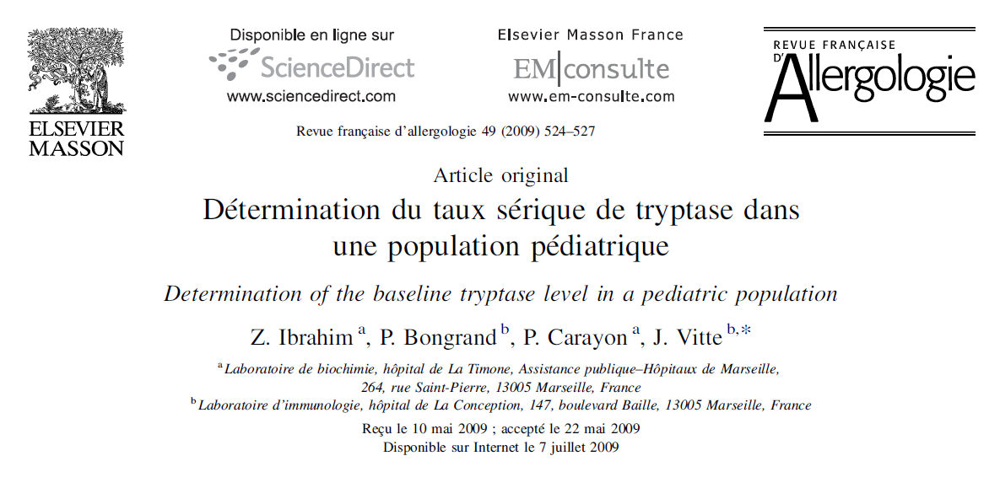 ELSEVIER
MASSON
Disponible en ligne sur
ScienceDirect
www.sciencedirect.com
Elsevier Masson France
EM|consulte
www.em-consulte.com
REVUE FRANÇAISE
D'Allergologie
Revue française d'allergologie 49 (2009) 524–527
Article original
Détermination du taux sérique de tryptase dans
une population pédiatrique
Determination of the baseline tryptase level in a pediatric population
Z. Ibrahim a, P. Bongrand b, P. Carayon a, J. Vitte b,*
a Laboratoire de biochimie, hôpital de La Timone, Assistance publique–Hôpitaux de Marseille,
264, rue Saint-Pierre, 13005 Marseille, France
b Laboratoire d'immunologie, hôpital de La Conception, 147, boulevard Baille, 13005 Marseille, France
Reçu le 10 mai 2009 ; accepté le 22 mai 2009
Disponible sur Internet le 7 juillet 2009